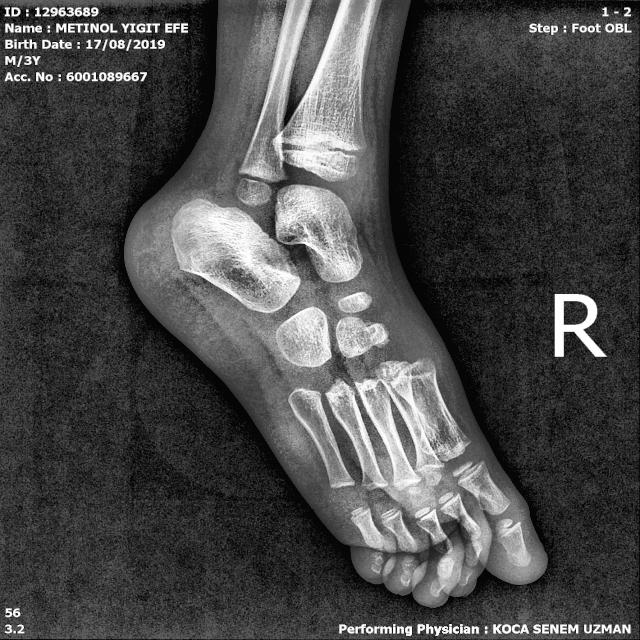 ID : 12963689
Name : METINOL YIGIT EFE
Birth Date : 17/08/2019
M/3Y
Acc. No : 6001089667
1 - 2
Step : Foot OBL
R
56
3.2
Performing Physician : KOCA SENEM UZMAN